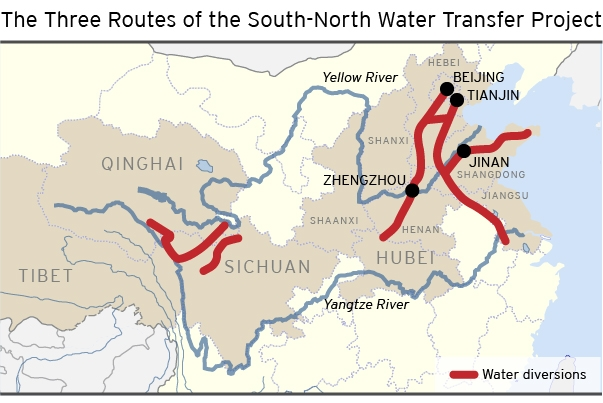 The Three Routes of the South-North Water Transfer Project
HEBEI
Yellow River
BEIJING
TIANJIN
SHANXI
QINGHAI
JINAN
ZHENGZHOU
SHANGDONG
JIANGSU
SHAANXI
HENAN
HUBEI
SICHUAN
TIBET
Yangtze River
Water diversions